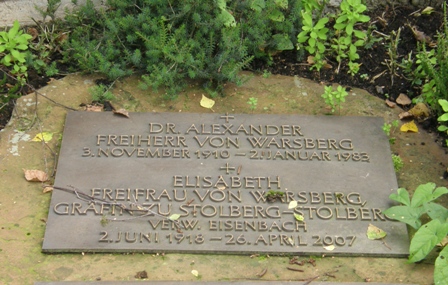 +
DR. ALEXANDER
FREIHERR VON WARSBERG
3. NOVEMBER 1910 - 2. JANUAR 1983
+
ELISABETH
FREIFRAU VON WARSBERG,
GRÄFIN ZU STOLBERG-STOLBERG
VERW. EISENBACH
2. JUNI 1918 - 26. APRIL 2007